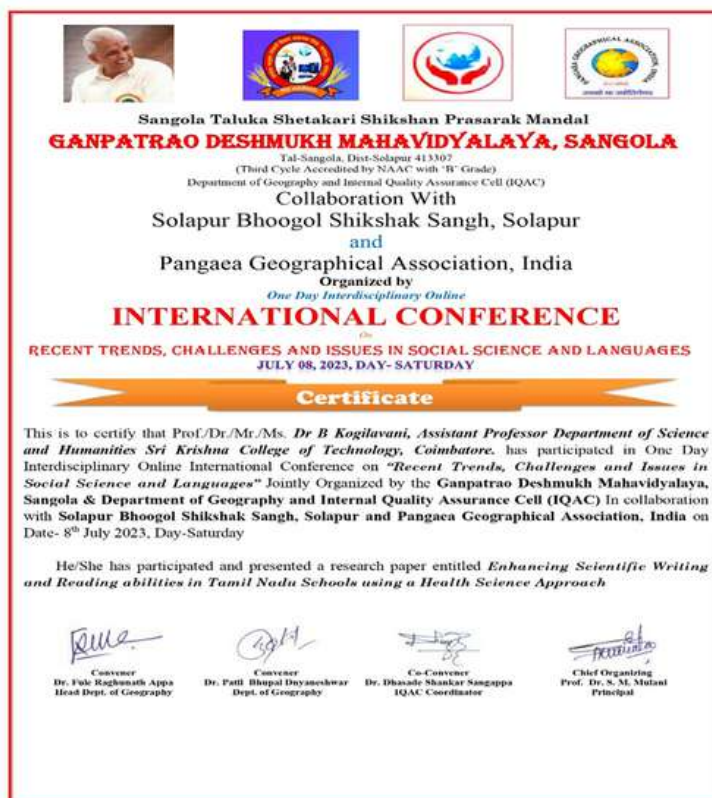 PANGAEA GEOGRAPHICAL ASSOCIATION, INDIA
Sangola Taluka Shetakari Shikshan Prasarak Mandal
GANPATRAO DESHMUKH MAHAVIDYALAYA, SANGOLA
Tal-Sangola, Dist-Solapur 413307
(Third Cycle Accredited by NAAC with 'B' Grade)
Department of Geography and Internal Quality Assurance Cell (IQAC)
Collaboration With
Solapur Bhoogol Shikshak Sangh, Solapur
and
Pangaea Geographical Association, India
Organized by
One Day Interdisciplinary Online
INTERNATIONAL CONFERENCE
On
RECENT TRENDS, CHALLENGES AND ISSUES IN SOCIAL SCIENCE AND LANGUAGES
JULY 08, 2023, DAY- SATURDAY
Certificate
This is to certify that Prof./Dr./Mr./Ms. Dr B Kogilavani, Assistant Professor Department of Science
and Humanities Sri Krishna College of Technology, Coimbatore. has participated in One Day
Interdisciplinary Online International Conference on "Recent Trends, Challenges and Issues in
Social Science and Languages" Jointly Organized by the Ganpatrao Deshmukh Mahavidyalaya,
Sangola & Department of Geography and Internal Quality Assurance Cell (IQAC) In collaboration
with Solapur Bhoogol Shikshak Sangh, Solapur and Pangaea Geographical Association, India on
Date- 8th July 2023, Day-Saturday
He/She has participated and presented a research paper entitled Enhancing Scientific Writing
and Reading abilities in Tamil Nadu Schools using a Health Science Approach
Convener
Dr. Fule Raghunath Appa
Head Dept. of Geography
Convener
Dr. Patil Bhupal Dnyaneshwar
Dept. of Geography
Co-Convener
Dr. Dhasade Shankar Sangappa
IQAC Coordinator
Chief Organizing
Prof. Dr. S. M. Mulani
Principal